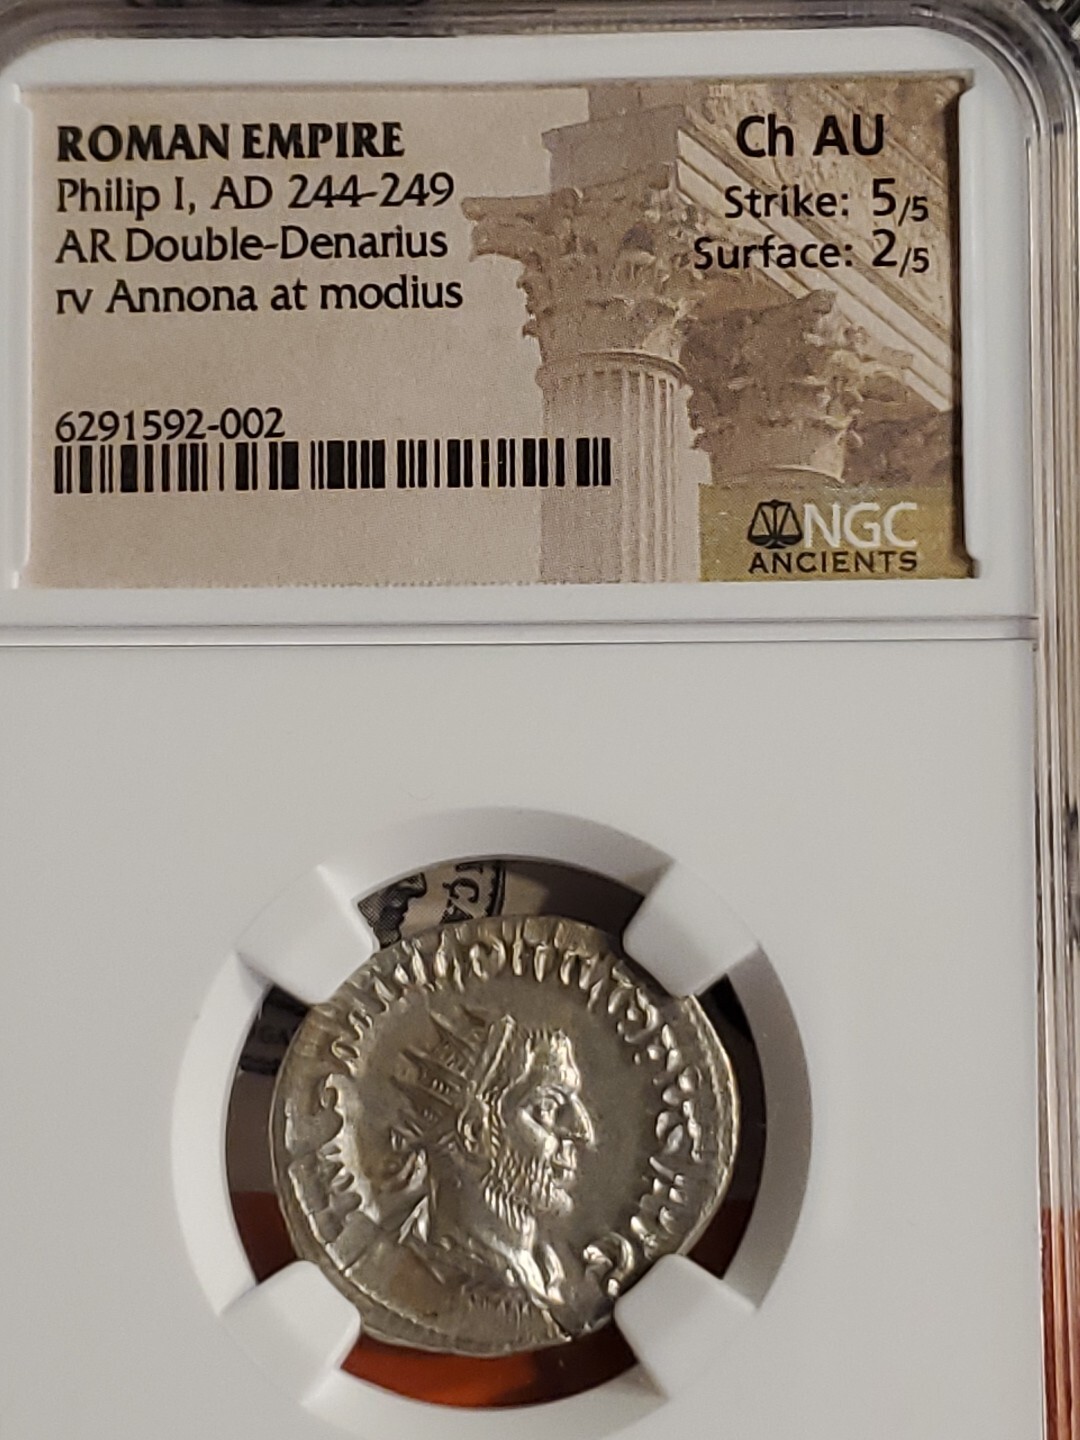 ROMAN EMPIRE
Philip I, AD 244-249
AR Double-Denarius
rv Annona at modius
6291592-002
Ch AU
Strike: 5/5
Surface: 2/5
NGC
ANCIENTS